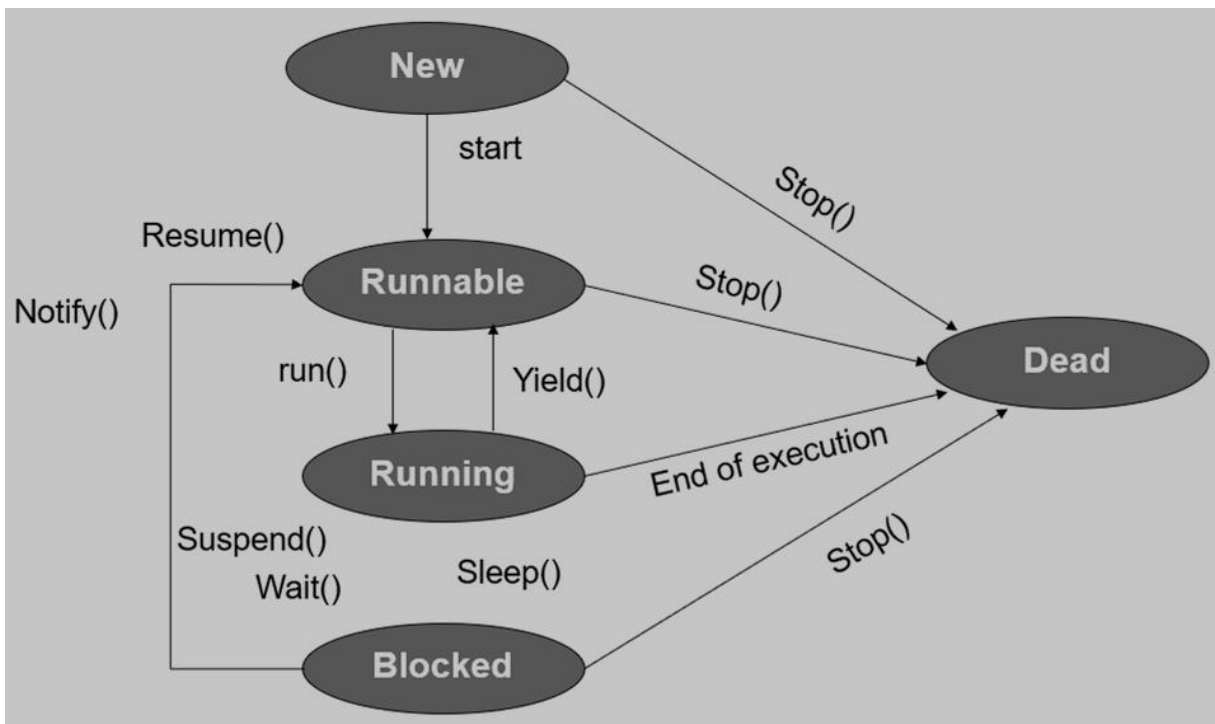 New
start
Stop()
Resume()
Runnable
Stop()
Notify()
run()
Yield()
Dead
Running
End of execution
Suspend()
Wait()
Sleep()
Stop()
Blocked